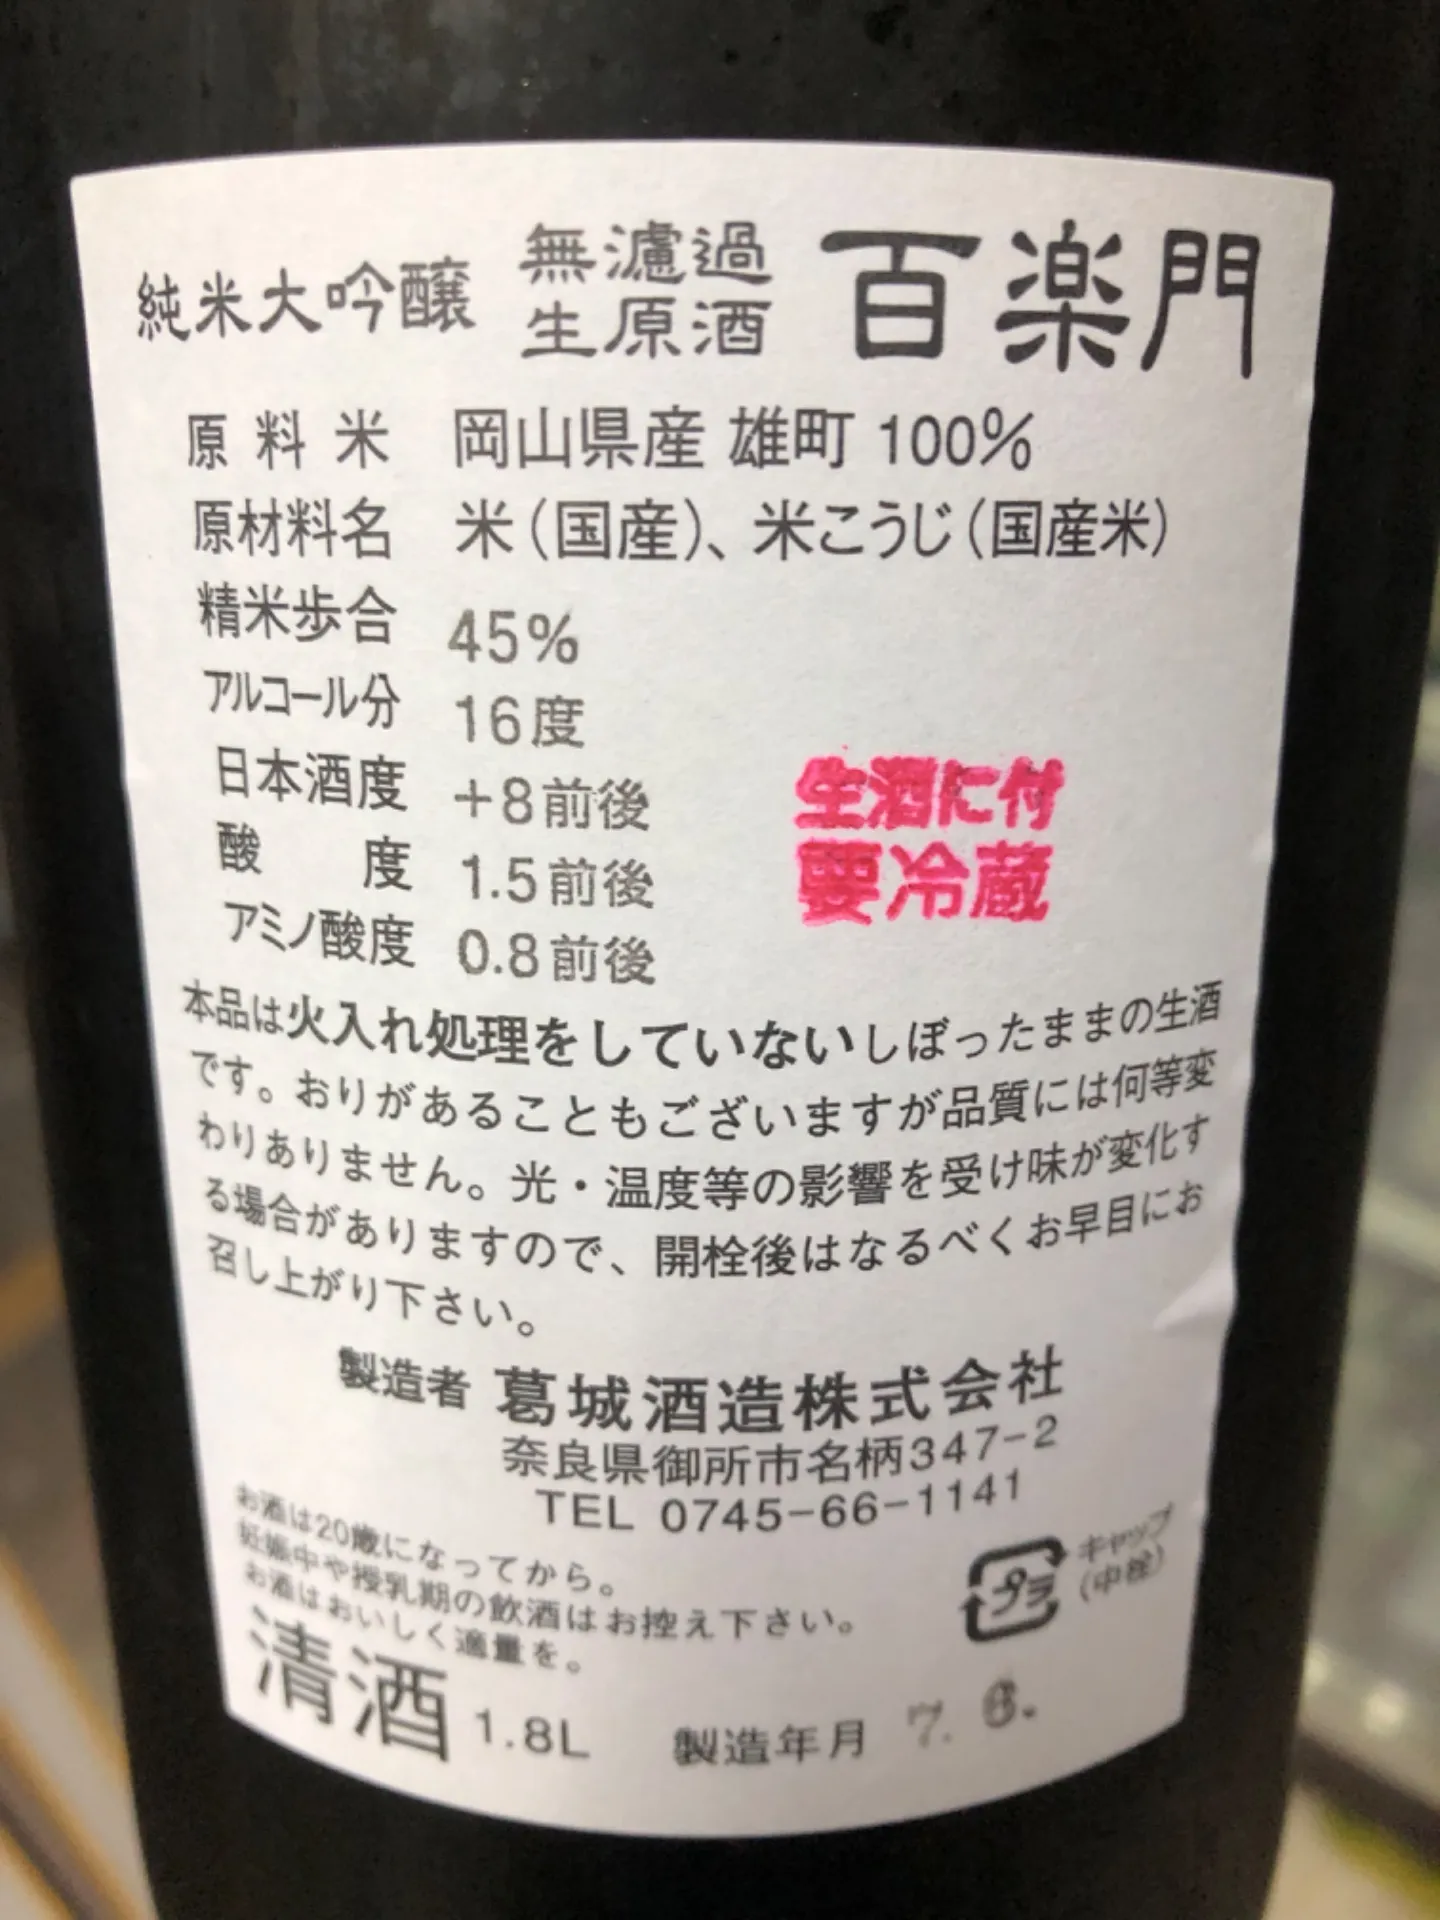 純米大吟醸 無濾過生原酒 百楽門
原料米 岡山県産 雄町 100%
原材料名 米(国産)、米こうじ(国産米)
精米歩合 45%
アルコール分 16度
日本酒度 +8前後
酸度 1.5前後
アミノ酸度 0.8前後
生酒に付
要冷蔵
本品は火入れ処理をしていないしぼったままの生酒
です。おりがあることもございますが品質には何等変
わりありません。光・温度等の影響を受け味が変化す
る場合がありますので、開栓後はなるべくお早目にお
召し上がり下さい。
製造者 葛城酒造株式会社
奈良県御所市名柄347-2
TEL 0745-66-1141
お酒は20歳になってから。
妊娠中や授乳期の飲酒はお控え下さい。
お酒はおいしく適量を。
プラ キャップ
(中栓)
清酒 1.8L 製造年月 7.